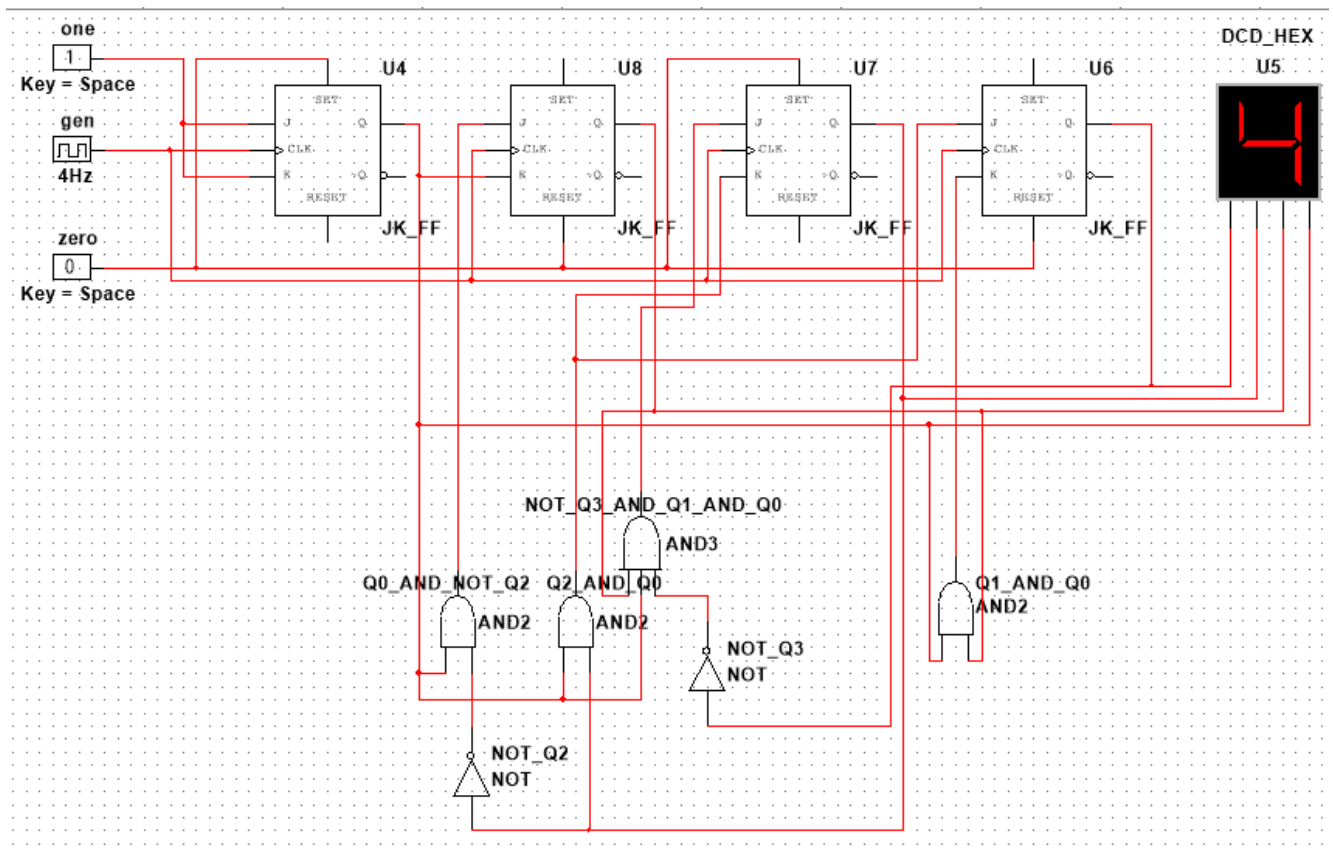 one
1
Key = Space
gen
4Hz
zero
0
Key = Space
U4
SET
J
Q
CLK
K
~Q
RESET
JK_FF
U8
SET
J
Q
CLK
K
~Q
RESET
JK_FF
U7
SET
J
Q
CLK
K
~Q
RESET
JK_FF
U6
SET
J
Q
CLK
K
~Q
RESET
JK_FF
DCD_HEX
U5
4
NOT_Q3_AND_Q1_AND_Q0
AND3
Q0_AND_NOT_Q2
AND2
Q2_AND_Q0
AND2
Q1_AND_Q0
AND2
NOT_Q3
NOT
NOT_Q2
NOT